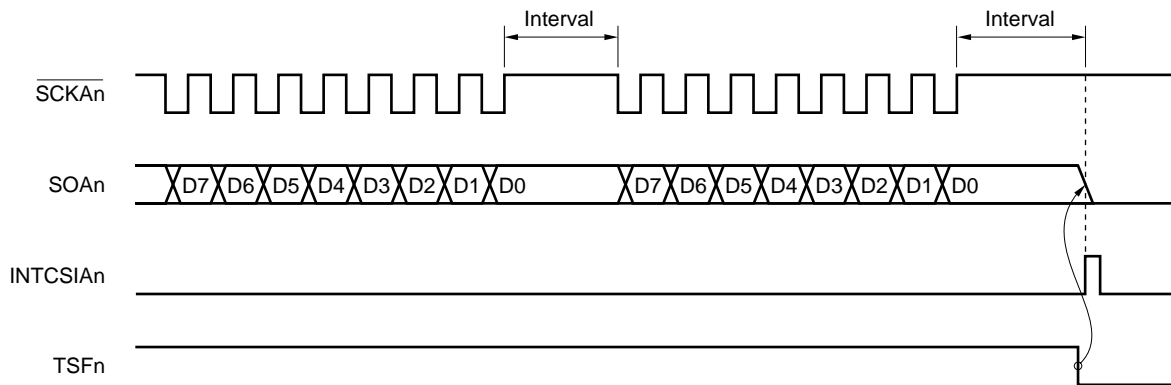 Interval Interval
SCKAn
SOAn D7 D6 D5 D4 D3 D2 D1 D0 D7 D6 D5 D4 D3 D2 D1 D0
INTCSIAn
TSFn